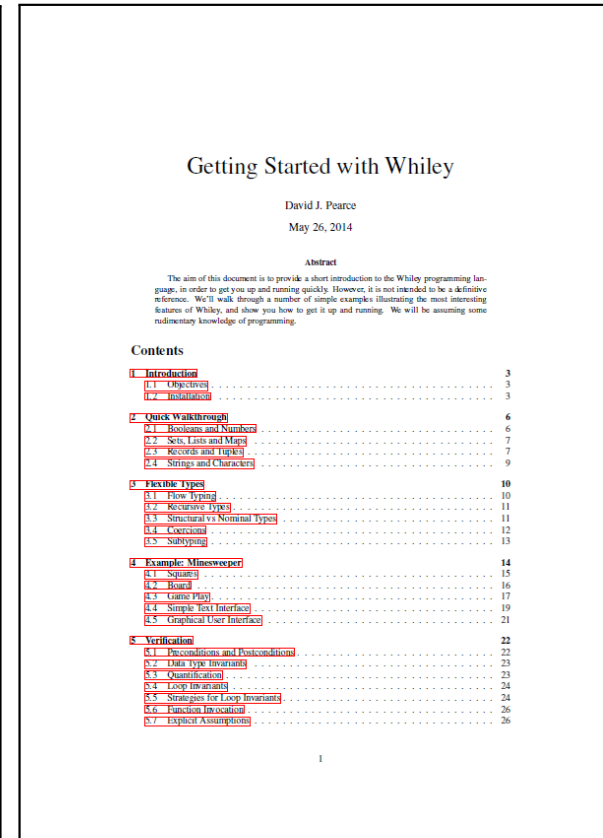 Getting Started with Whiley
David J. Pearce
May 26, 2014
Abstract
The aim of this document is to provide a short introduction to the Whiley programming lan-
guage, in order to get you up and running quickly. However, it is not intended to be a definitive
reference. We'll walk through a number of simple examples illustrating the most interesting
features of Whiley, and show you how to get it up and running. We will be assuming some
rudimentary knowledge of programming.
Contents
1 Introduction 3
1.1 Objectives . . . . . . . . . . . . . . . . . . . . 3
1.2 Installation . . . . . . . . . . . . . . . . . . . . 3
2 Quick Walkthrough 6
2.1 Booleans and Numbers . . . . . . . . . . . . . . . . . . . . 6
2.2 Sets, Lists and Maps . . . . . . . . . . . . . . . . . . . . 7
2.3 Records and Tuples . . . . . . . . . . . . . . . . . . . . 7
2.4 Strings and Characters . . . . . . . . . . . . . . . . . . . . 9
3 Flexible Types 10
3.1 Flow Typing . . . . . . . . . . . . . . . . . . . . 10
3.2 Recursive Types . . . . . . . . . . . . . . . . . . . . 11
3.3 Structural vs Nominal Types . . . . . . . . . . . . . . . . . . . . 11
3.4 Coercions . . . . . . . . . . . . . . . . . . . . 12
3.5 Subtyping . . . . . . . . . . . . . . . . . . . . 13
4 Example: Minesweeper 14
4.1 Squares . . . . . . . . . . . . . . . . . . . . 15
4.2 Board . . . . . . . . . . . . . . . . . . . . 16
4.3 Game Play . . . . . . . . . . . . . . . . . . . . 17
4.4 Simple Text Interface . . . . . . . . . . . . . . . . . . . . 19
4.5 Graphical User Interface . . . . . . . . . . . . . . . . . . . . 21
5 Verification 22
5.1 Preconditions and Postconditions . . . . . . . . . . . . . . . . . . . . 22
5.2 Data Type Invariants . . . . . . . . . . . . . . . . . . . . 23
5.3 Quantification . . . . . . . . . . . . . . . . . . . . 23
5.4 Loop Invariants . . . . . . . . . . . . . . . . . . . . 24
5.5 Strategies for Loop Invariants . . . . . . . . . . . . . . . . . . . . 24
5.6 Function Invocation . . . . . . . . . . . . . . . . . . . . 26
5.7 Explicit Assumptions . . . . . . . . . . . . . . . . . . . . 26
1